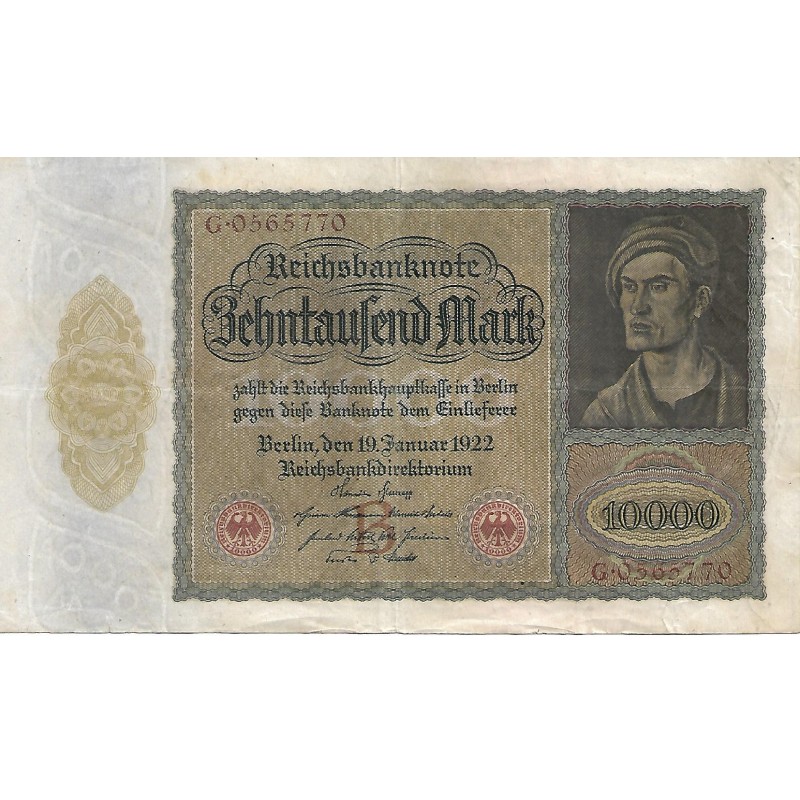 G·0565770
Reichsbanknote
Zehntausend Mark
zahlt die Reichsbankhauptkasse in Berlin
gegen diese Banknote dem Einlieferer
Berlin, den 19. Januar 1922
Reichsbankdirektorium
B
10000
G·0565770